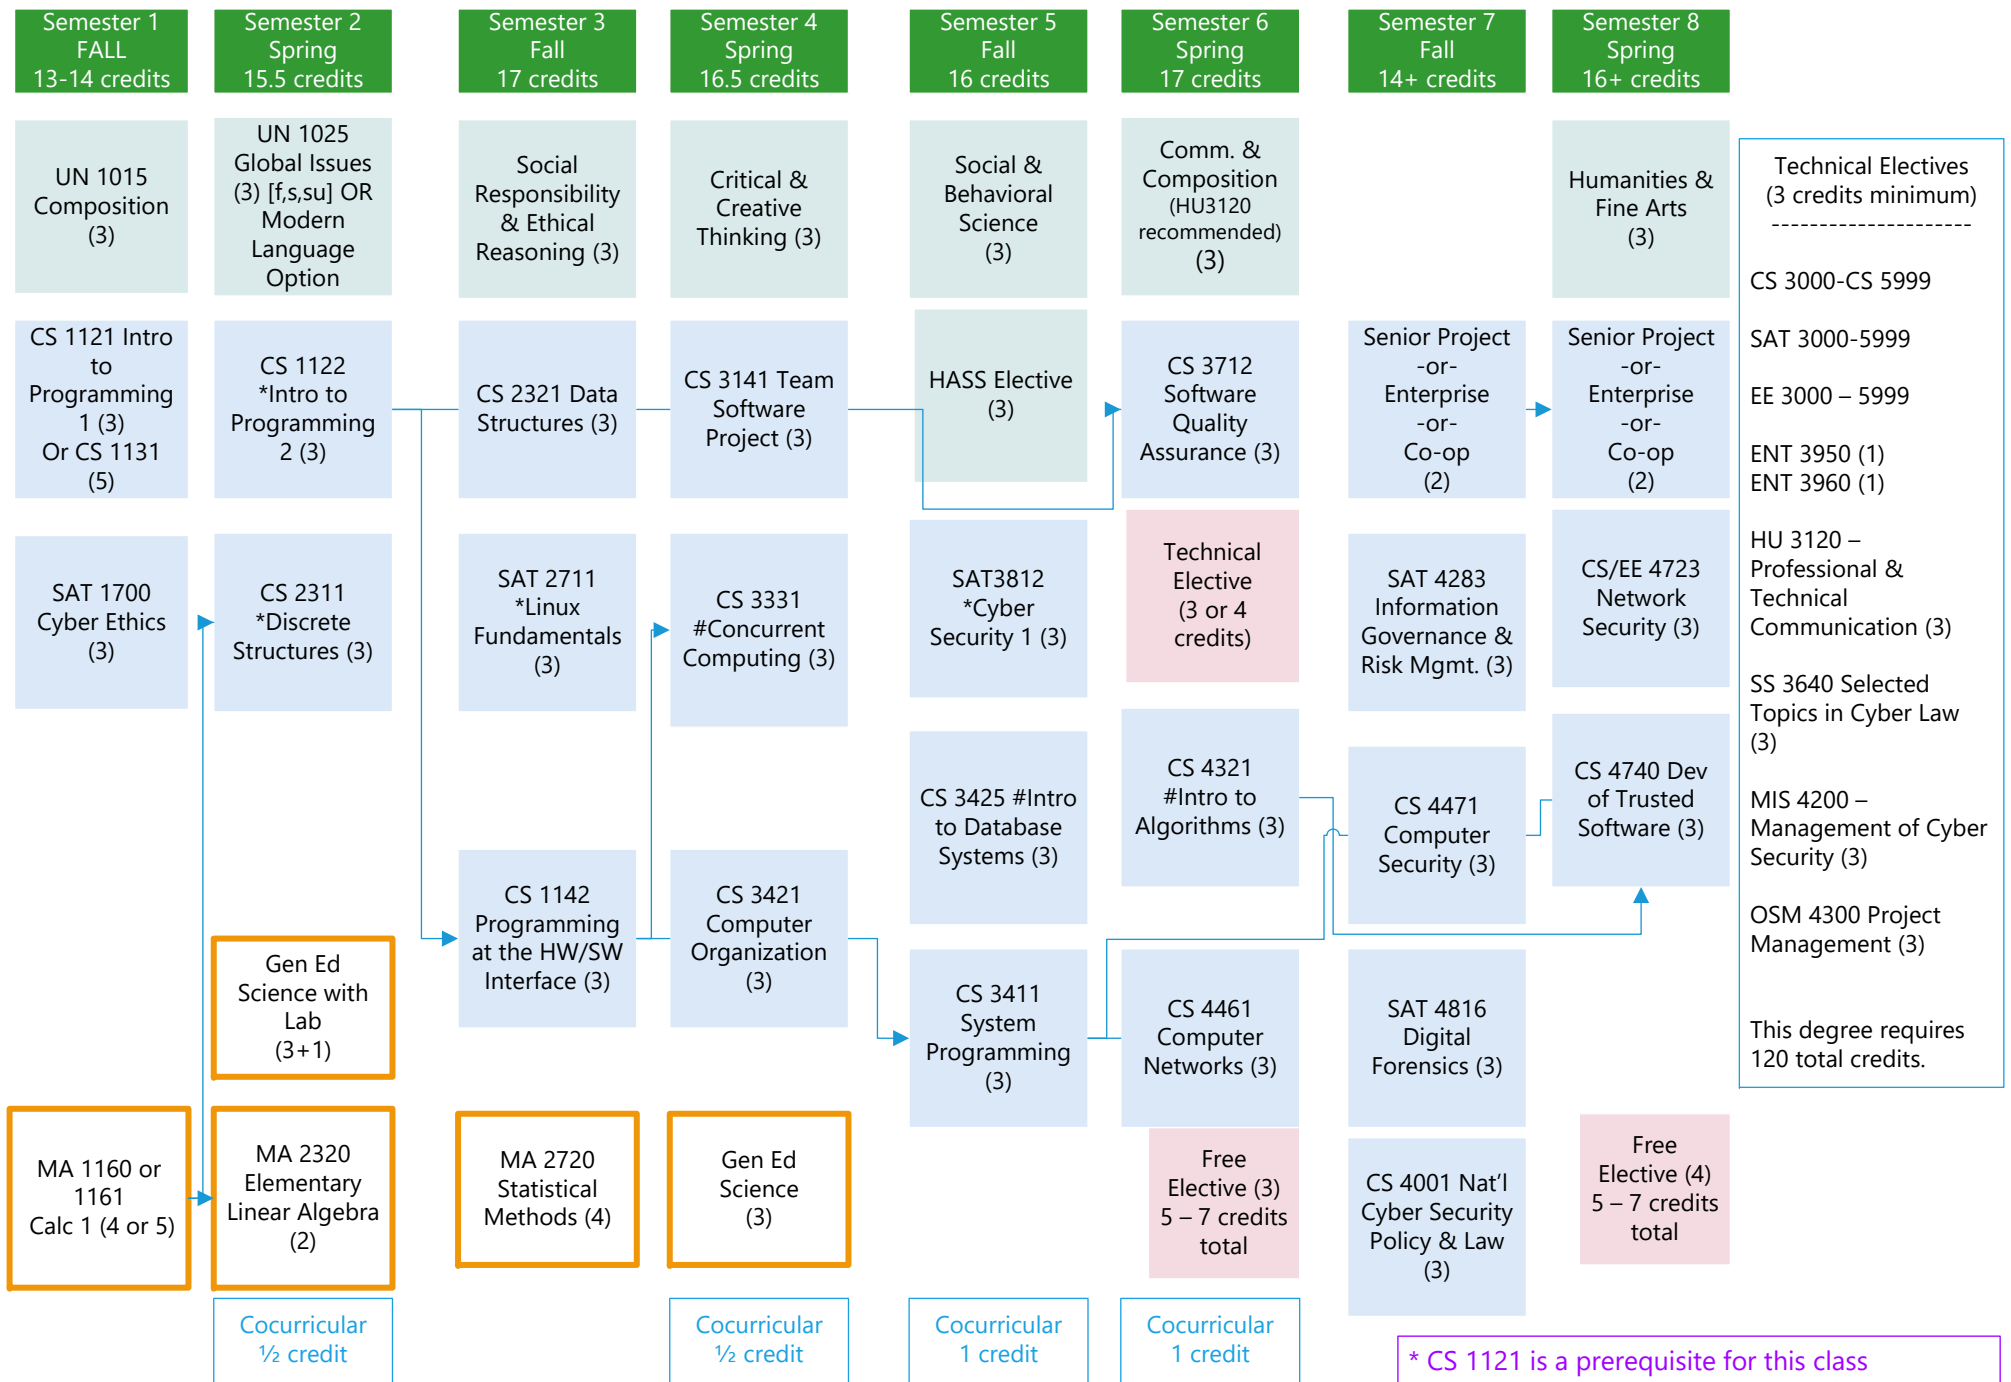 Semester 1
FALL
13-14 credits
Semester 2
Spring
15.5 credits
Semester 3
Fall
17 credits
Semester 4
Spring
16.5 credits
Semester 5
Fall
16 credits
Semester 6
Spring
17 credits
Semester 7
Fall
14+ credits
Semester 8
Spring
16+ credits
UN 1015
Composition
(3)
UN 1025
Global Issues
(3) [f,s,su] OR
Modern
Language
Option
Social
Responsibility
& Ethical
Reasoning (3)
Critical &
Creative
Thinking (3)
Social &
Behavioral
Science
(3)
Comm. &
Composition
(HU3120
recommended)
(3)
Humanities &
Fine Arts
(3)
CS 1121 Intro
to
Programming
1 (3)
Or CS 1131
(5)
CS 1122
*Intro to
Programming
2 (3)
CS 2321 Data
Structures (3)
CS 3141 Team
Software
Project (3)
HASS Elective
(3)
CS 3712
Software
Quality
Assurance (3)
Senior Project
-or-
Enterprise
-or-
Co-op
(2)
Senior Project
-or-
Enterprise
-or-
Co-op
(2)
SAT 1700
Cyber Ethics
(3)
CS 2311
*Discrete
Structures (3)
SAT 2711
*Linux
Fundamentals
(3)
CS 3331
#Concurrent
Computing (3)
SAT3812
*Cyber
Security 1 (3)
Technical
Elective
(3 or 4
credits)
SAT 4283
Information
Governance &
Risk Mgmt. (3)
CS/EE 4723
Network
Security (3)
CS 3425 #Intro
to Database
Systems (3)
CS 4321
#Intro to
Algorithms (3)
CS 4471
Computer
Security (3)
CS 4740 Dev
of Trusted
Software (3)
Gen Ed
Science with
Lab
(3+1)
CS 1142
Programming
at the HW/SW
Interface (3)
CS 3421
Computer
Organization
(3)
CS 3411
System
Programming
(3)
CS 4461
Computer
Networks (3)
SAT 4816
Digital
Forensics (3)
MA 1160 or
1161
Calc 1 (4 or 5)
MA 2320
Elementary
Linear Algebra
(2)
MA 2720
Statistical
Methods (4)
Gen Ed
Science
(3)
Free
Elective (3)
5 – 7 credits
total
CS 4001 Nat’l
Cyber Security
Policy & Law
(3)
Free
Elective (4)
5 – 7 credits
total
Cocurricular
½ credit
Cocurricular
½ credit
Cocurricular
1 credit
Cocurricular
1 credit
Technical Electives
(3 credits minimum)
---------------------
CS 3000-CS 5999
SAT 3000-5999
EE 3000 – 5999
ENT 3950 (1)
ENT 3960 (1)
HU 3120 –
Professional &
Technical
Communication (3)
SS 3640 Selected
Topics in Cyber Law
(3)
MIS 4200 –
Management of Cyber
Security (3)
OSM 4300 Project
Management (3)
This degree requires
120 total credits.
* CS 1121 is a prerequisite for this class